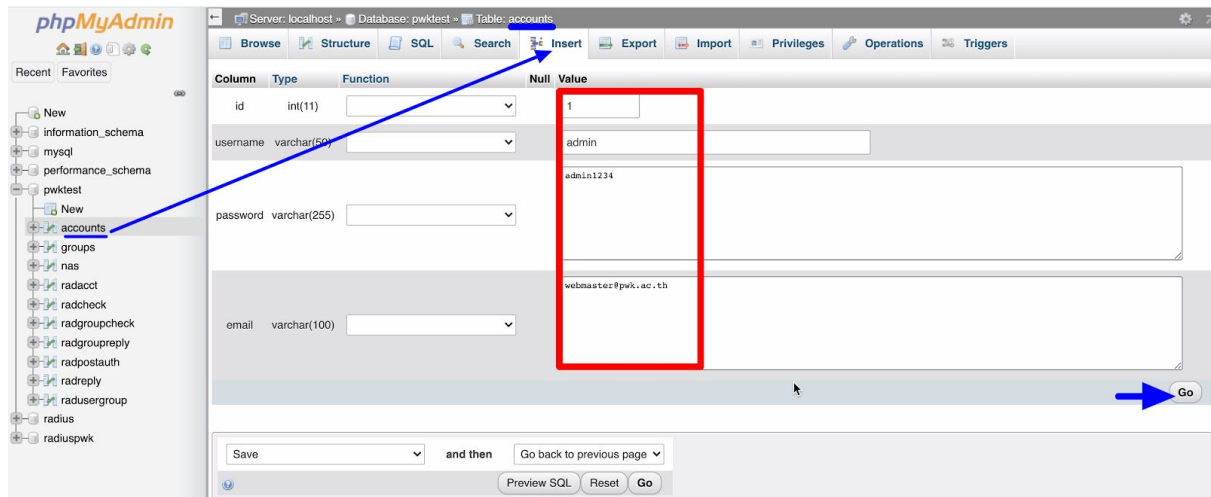 phpMyAdmin
Recent Favorites
New
information_schema
mysql
performance_schema
pwktest
New
accounts
groups
nas
radacct
radcheck
radgroupcheck
radgroupreply
radpostauth
radreply
radusergroup
radius
radiuspwk
Server: localhost » Database: pwktest » Table: accounts
Browse Structure SQL Search Insert Export Import Privileges Operations Triggers
Column Type Function Null Value
id int(11) 1
username varchar(50) admin
admin1234
password varchar(255)
webmaster@pwk.ac.th
email varchar(100)
Go
Save and then Go back to previous page
Preview SQL Reset Go